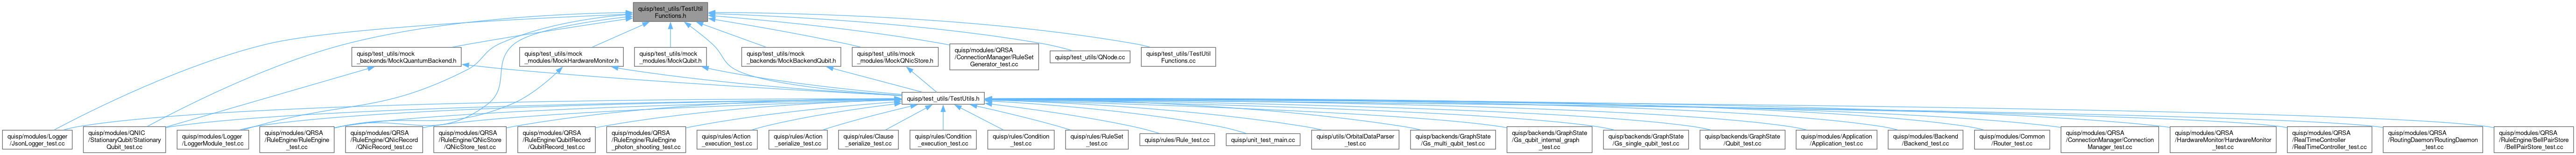 quisp/test_utils/TestUtil
Functions.h
quisp/test_utils/mock
_backends/MockQuantumBackend.h
quisp/test_utils/mock
_modules/MockHardwareMonitor.h
quisp/test_utils/mock
_modules/MockQubit.h
quisp/test_utils/mock
_backends/MockBackendQubit.h
quisp/test_utils/mock
_modules/MockQNicStore.h
quisp/modules/QRSA
/ConnectionManager/RuleSet
Generator_test.cc
quisp/test_utils/QNode.cc
quisp/test_utils/TestUtil
Functions.cc
quisp/test_utils/TestUtils.h
quisp/modules/Logger
/JsonLogger_test.cc
quisp/modules/QNIC
/StationaryQubit/Stationary
Qubit_test.cc
quisp/modules/Logger
/LoggerModule_test.cc
quisp/modules/QRSA
/RuleEngine/RuleEngine
_test.cc
quisp/modules/QRSA
/RuleEngine/QNicRecord
/QNicRecord_test.cc
quisp/modules/QRSA
/RuleEngine/QNicStore
/QNicStore_test.cc
quisp/modules/QRSA
/RuleEngine/QubitRecord
/QubitRecord_test.cc
quisp/modules/QRSA
/RuleEngine/RuleEngine
_photon_shooting_test.cc
quisp/rules/Action
_execution_test.cc
quisp/rules/Action
_serialize_test.cc
quisp/rules/Clause
_serialize_test.cc
quisp/rules/Condition
_execution_test.cc
quisp/rules/Condition
_test.cc
quisp/rules/RuleSet
_test.cc
quisp/rules/Rule_test.cc
quisp/unit_test_main.cc
quisp/utils/OrbitalDataParser
_test.cc
quisp/backends/GraphState
/Gs_multi_qubit_test.cc
quisp/backends/GraphState
/Gs_qubit_internal_graph
_test.cc
quisp/backends/GraphState
/Gs_single_qubit_test.cc
quisp/backends/GraphState
/Qubit_test.cc
quisp/modules/Application
/Application_test.cc
quisp/modules/Backend
/Backend_test.cc
quisp/modules/Common
/Router_test.cc
quisp/modules/QRSA
/ConnectionManager/Connection
Manager_test.cc
quisp/modules/QRSA
/HardwareMonitor/HardwareMonitor
_test.cc
quisp/modules/QRSA
/RealTimeController
/RealTimeController_test.cc
quisp/modules/QRSA
/RoutingDaemon/RoutingDaemon
_test.cc
quisp/modules/QRSA
/RuleEngine/BellPairStore
/BellPairStore_test.cc